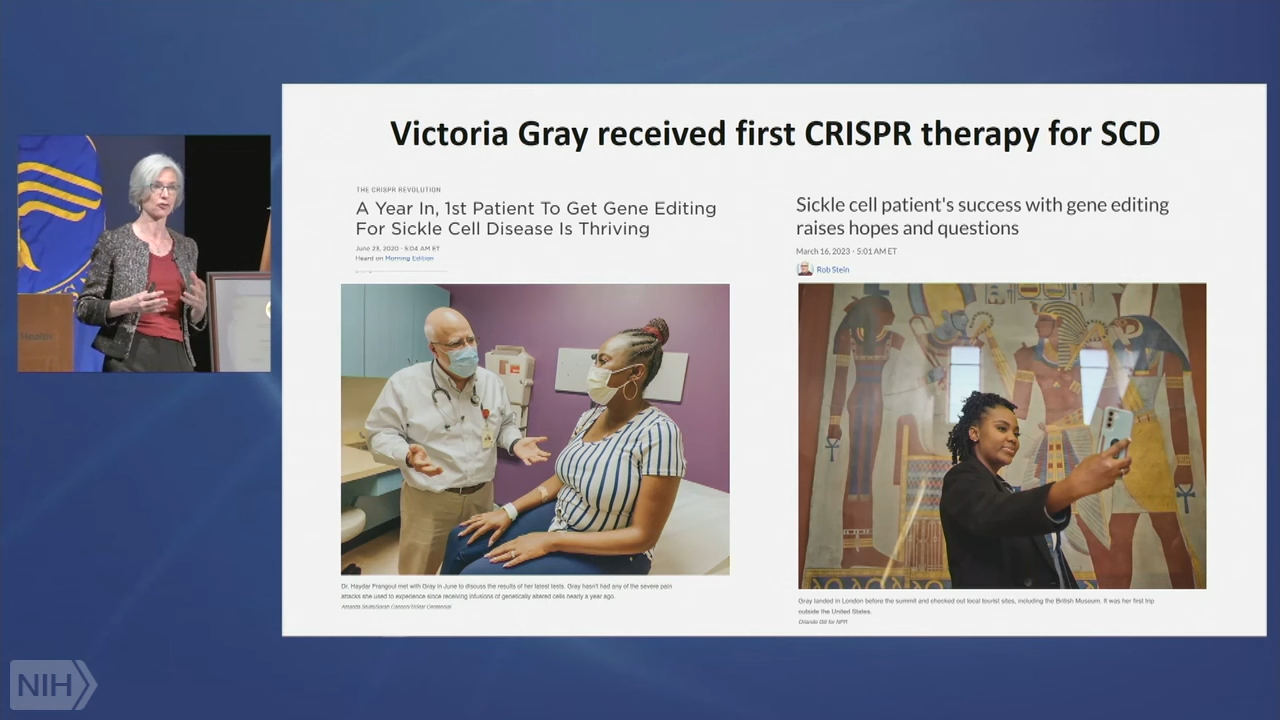 Victoria Gray received first CRISPR therapy for SCD
THE CRISPR REVOLUTION
A Year In, 1st Patient To Get Gene Editing
For Sickle Cell Disease Is Thriving
June 23, 2020 · 5:04 AM ET
Heard on Morning Edition
Dr. Haydar Frangoul met with Gray in June to discuss the results of her latest tests. Gray hasn't had any of the severe pain
attacks she used to experience since receiving infusions of genetically altered cells nearly a year ago.
Sickle cell patient's success with gene editing
raises hopes and questions
March 16, 2023 · 5:01 AM ET
Rob Stein
Gray landed in London before the summit and checked out local tourist sites, including the British Museum. It was her first trip
outside the United States.
Orlando Gili for NPR
Health
NIH